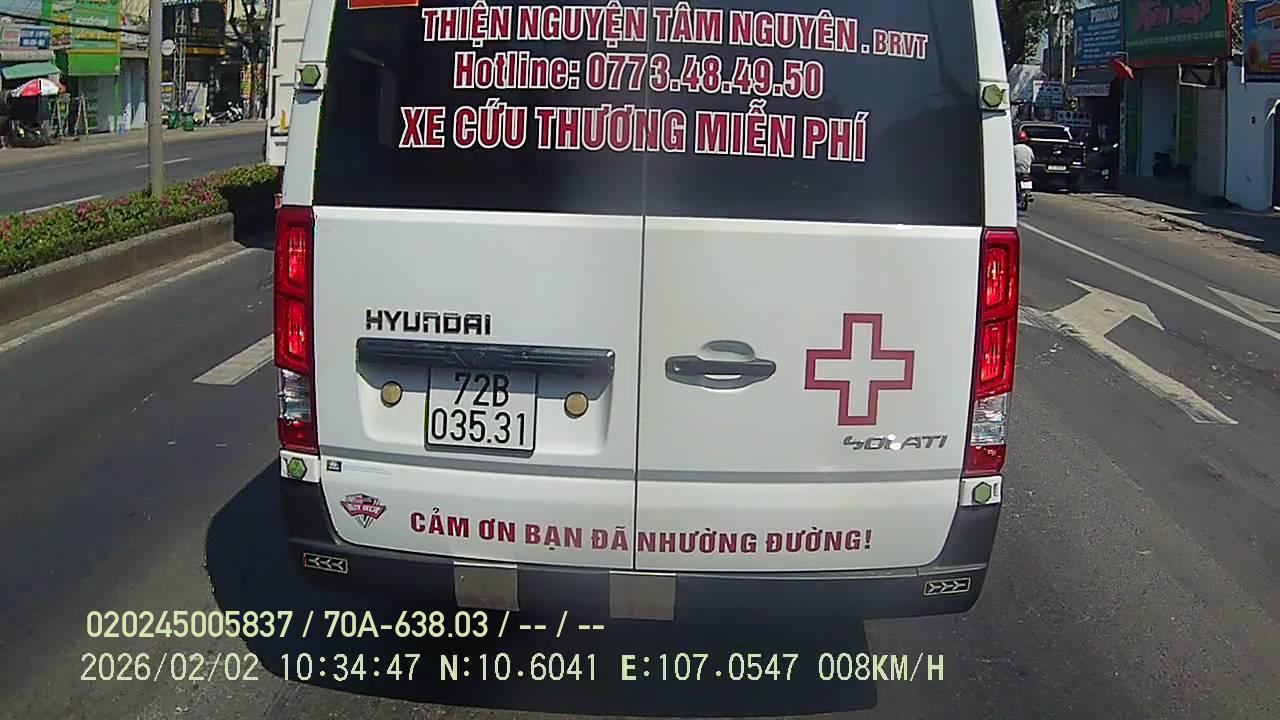 THIỆN NGUYỆN TÂM NGUYÊN.BRVT
Hotline: 0773.48.49.50
XE CỨU THƯƠNG MIỄN PHÍ
HYUNDAI
72B
035.31
SOLATI
CẢM ƠN BẠN ĐÃ NHƯỜNG ĐƯỜNG!
020245005837 / 70A-638.03 / -- / --
2026/02/02 10:34:47 N:10.6041 E:107.0547 008KM/H